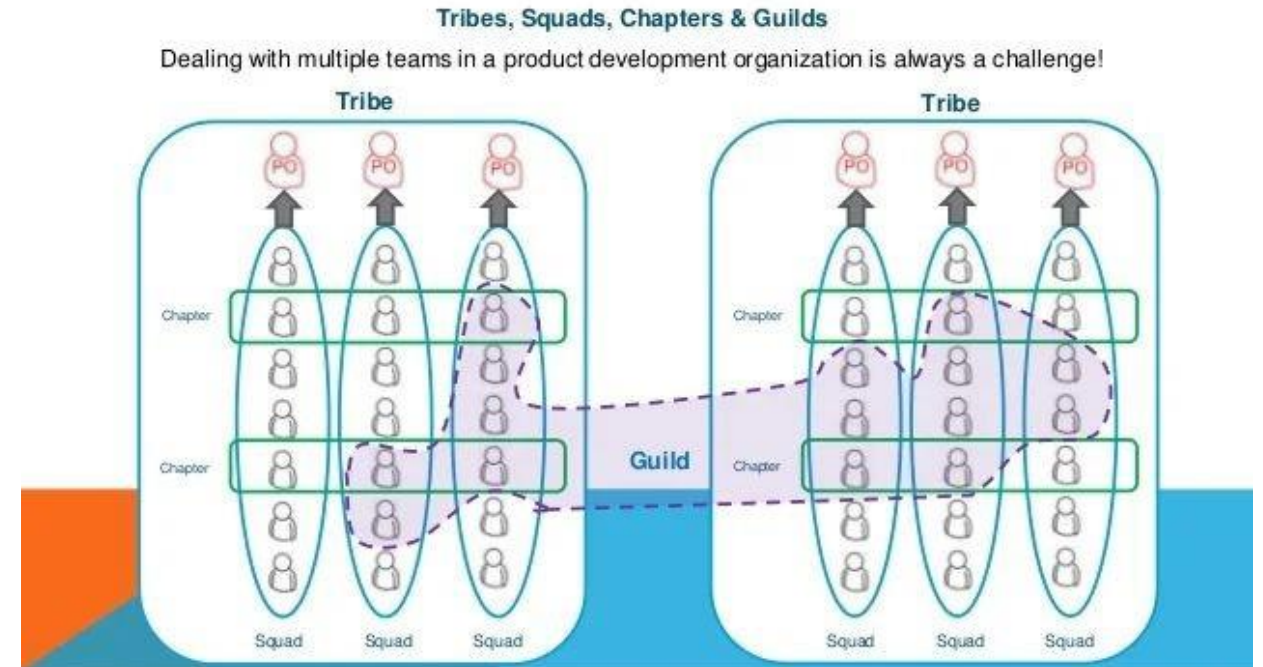 Tribes, Squads, Chapters & Guilds
Dealing with multiple teams in a product development organization is always a challenge!
Tribe
Tribe
PO
PO
PO
PO
PO
PO
Chapter
Chapter
Chapter
Guild
Chapter
Squad
Squad
Squad
Squad
Squad
Squad